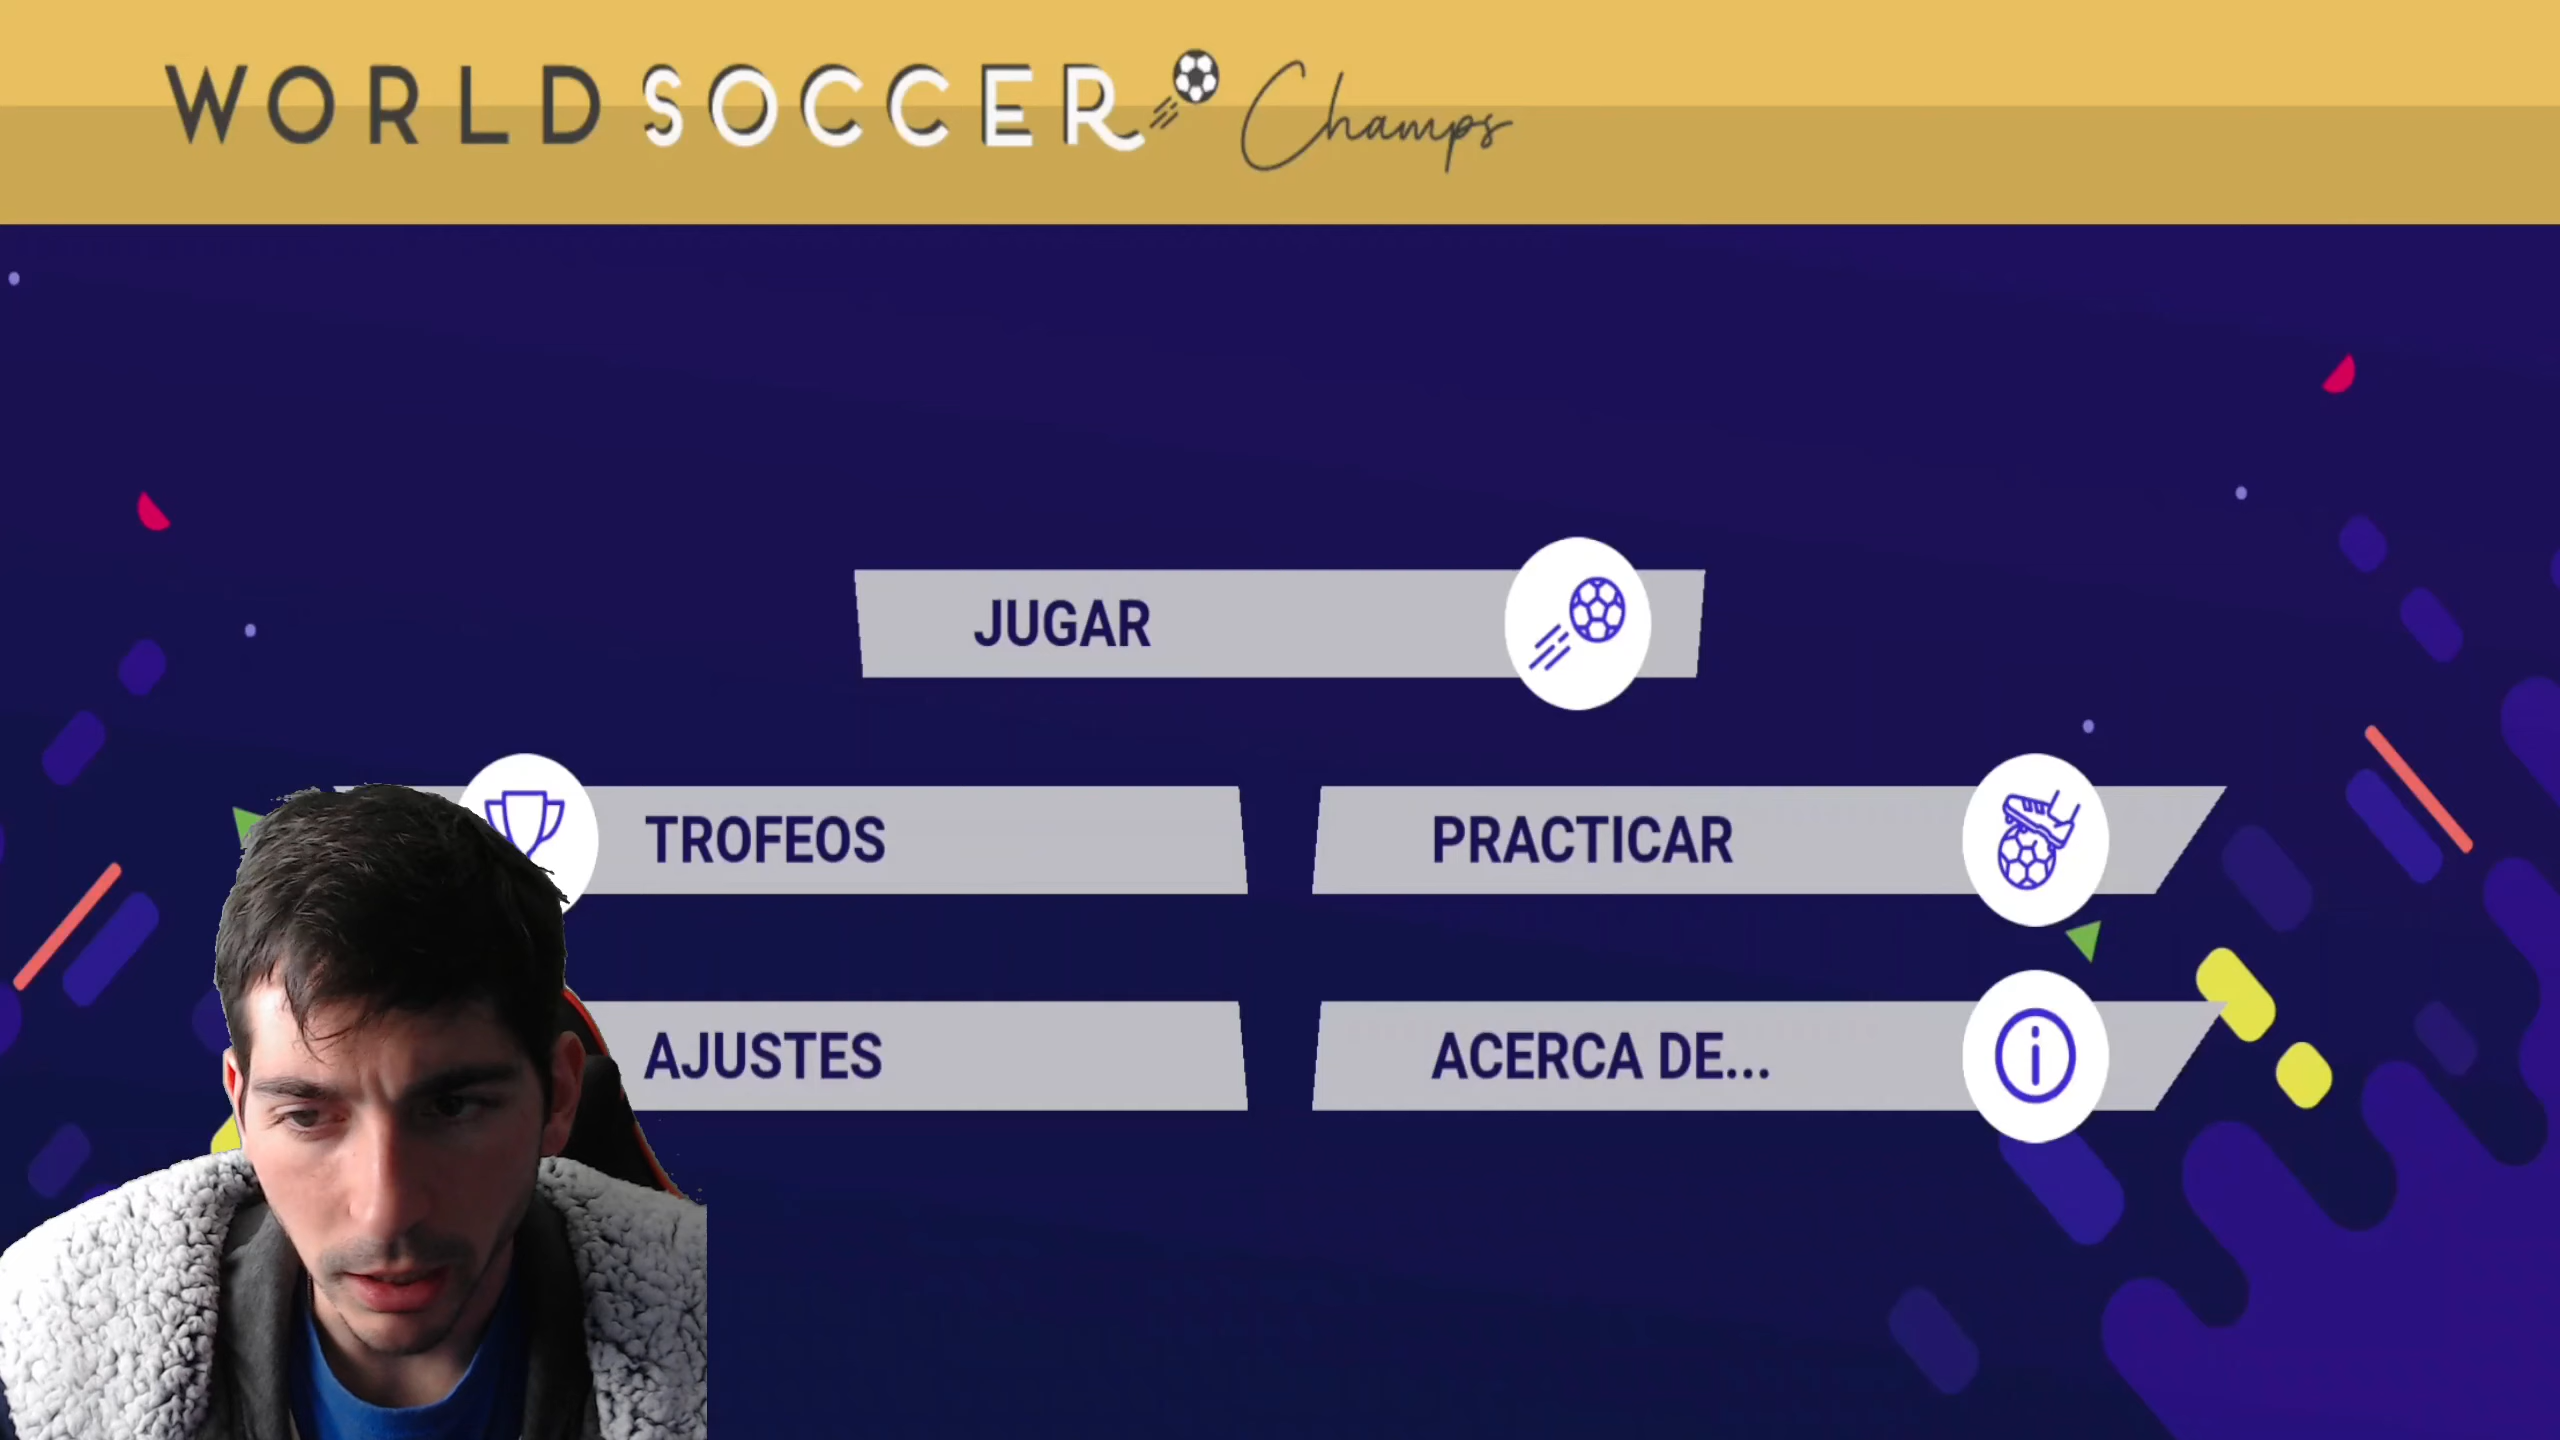 WORLD SOCCER Champs
JUGAR
TROFEOS
PRACTICAR
AJUSTES
ACERCA DE...